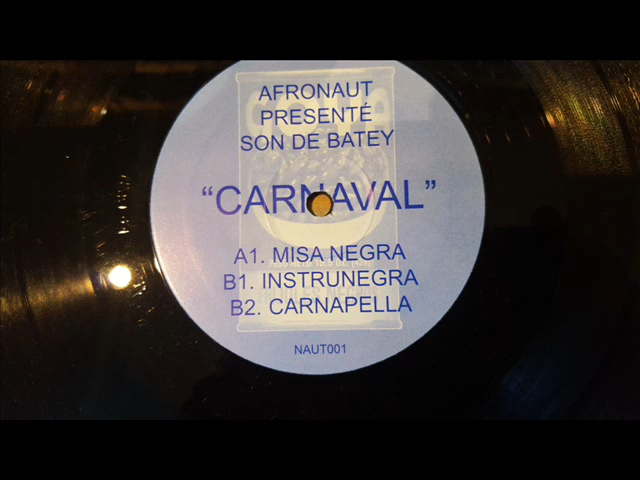 AFRONAUT
PRESENTÉ
SON DE BATEY
“CARNAVAL”
A1. MISA NEGRA
B1. INSTRUNEGRA
B2. CARNAPELLA
NAUT001